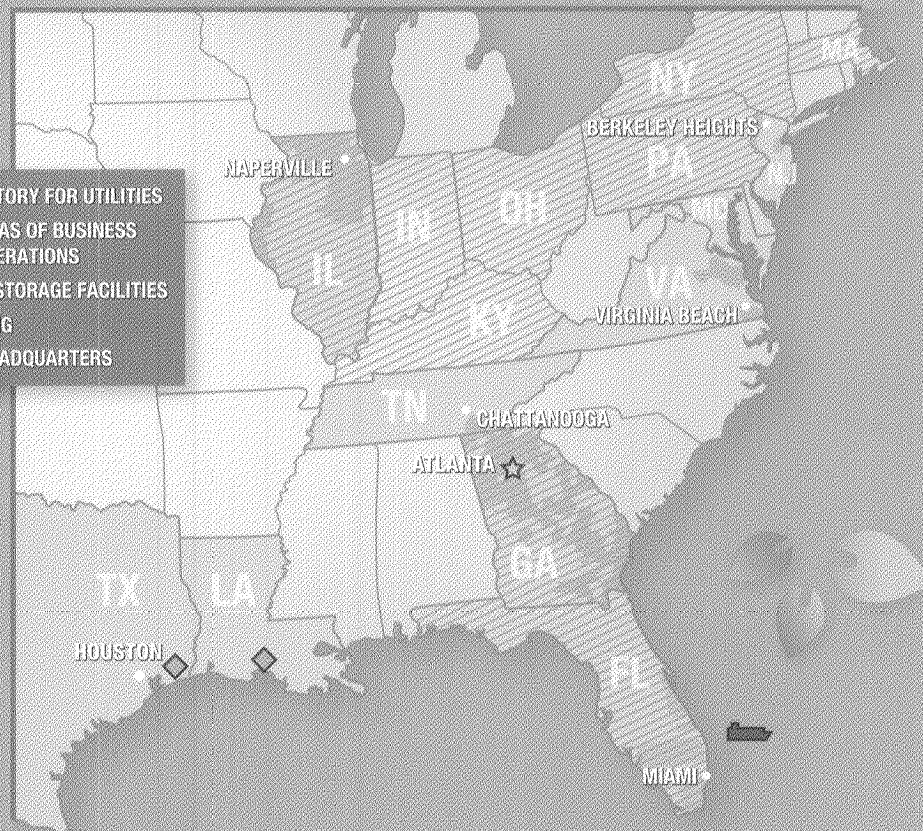 MA
NY
BERKELEY HEIGHTS
PA
NJ
NAPERVILLE
TORY FOR UTILITIES
AS OF BUSINESS
ERATIONS
STORAGE FACILITIES
G
ADQUARTERS
OH
IN
MD
IL
VA
KY
VIRGINIA BEACH
TN
CHATTANOOGA
ATLANTA
GA
TX
LA
HOUSTON
FL
MIAMI